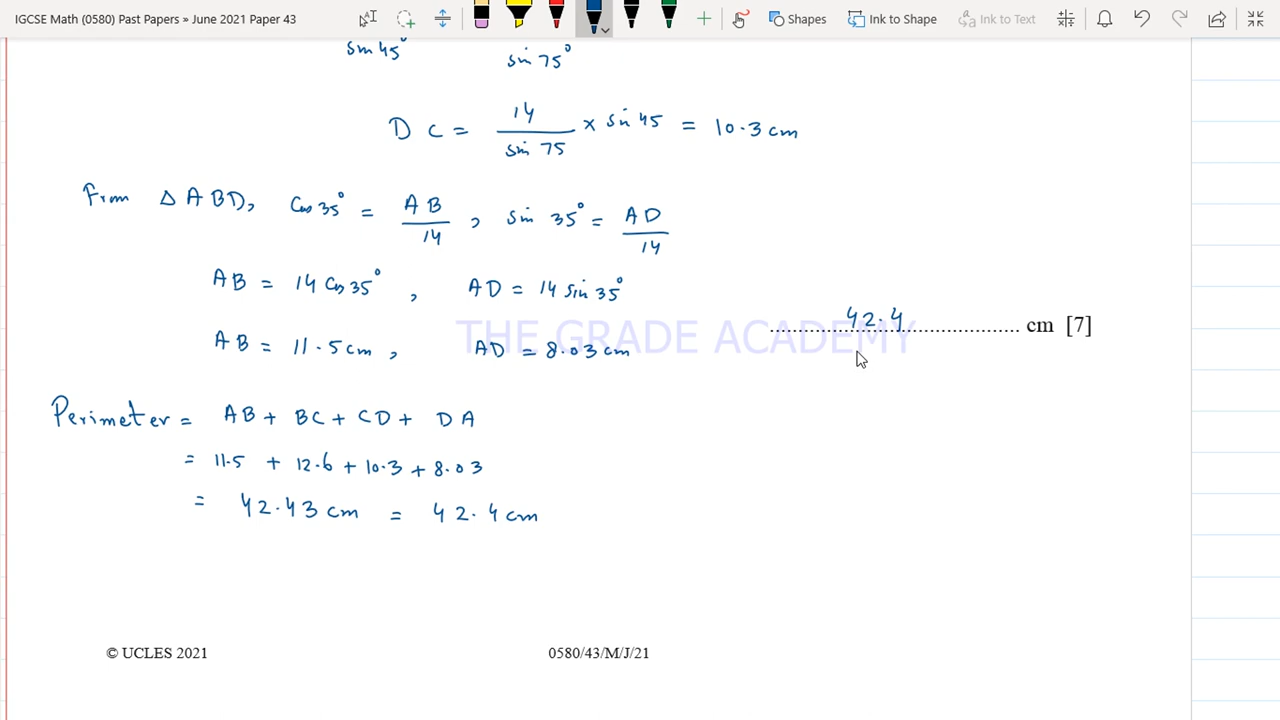 IGCSE Math (0580) Past Papers » June 2021 Paper 43
Shapes Ink to Shape Ink to Text
sin 45° sin 75°
DC = 14 / sin 75 × sin 45 = 10.3 cm
From △ ABD, Cos 35° = AB / 14 , sin 35° = AD / 14
AB = 14 Cos 35° , AD = 14 sin 35°
42.4
........................................ cm [7]
THE GRADE ACADEMY
AB = 11.5 cm , AD = 8.03 cm
Perimeter = AB + BC + CD + DA
= 11.5 + 12.6 + 10.3 + 8.03
= 42.43 cm = 42.4 cm
© UCLES 2021 0580/43/M/J/21